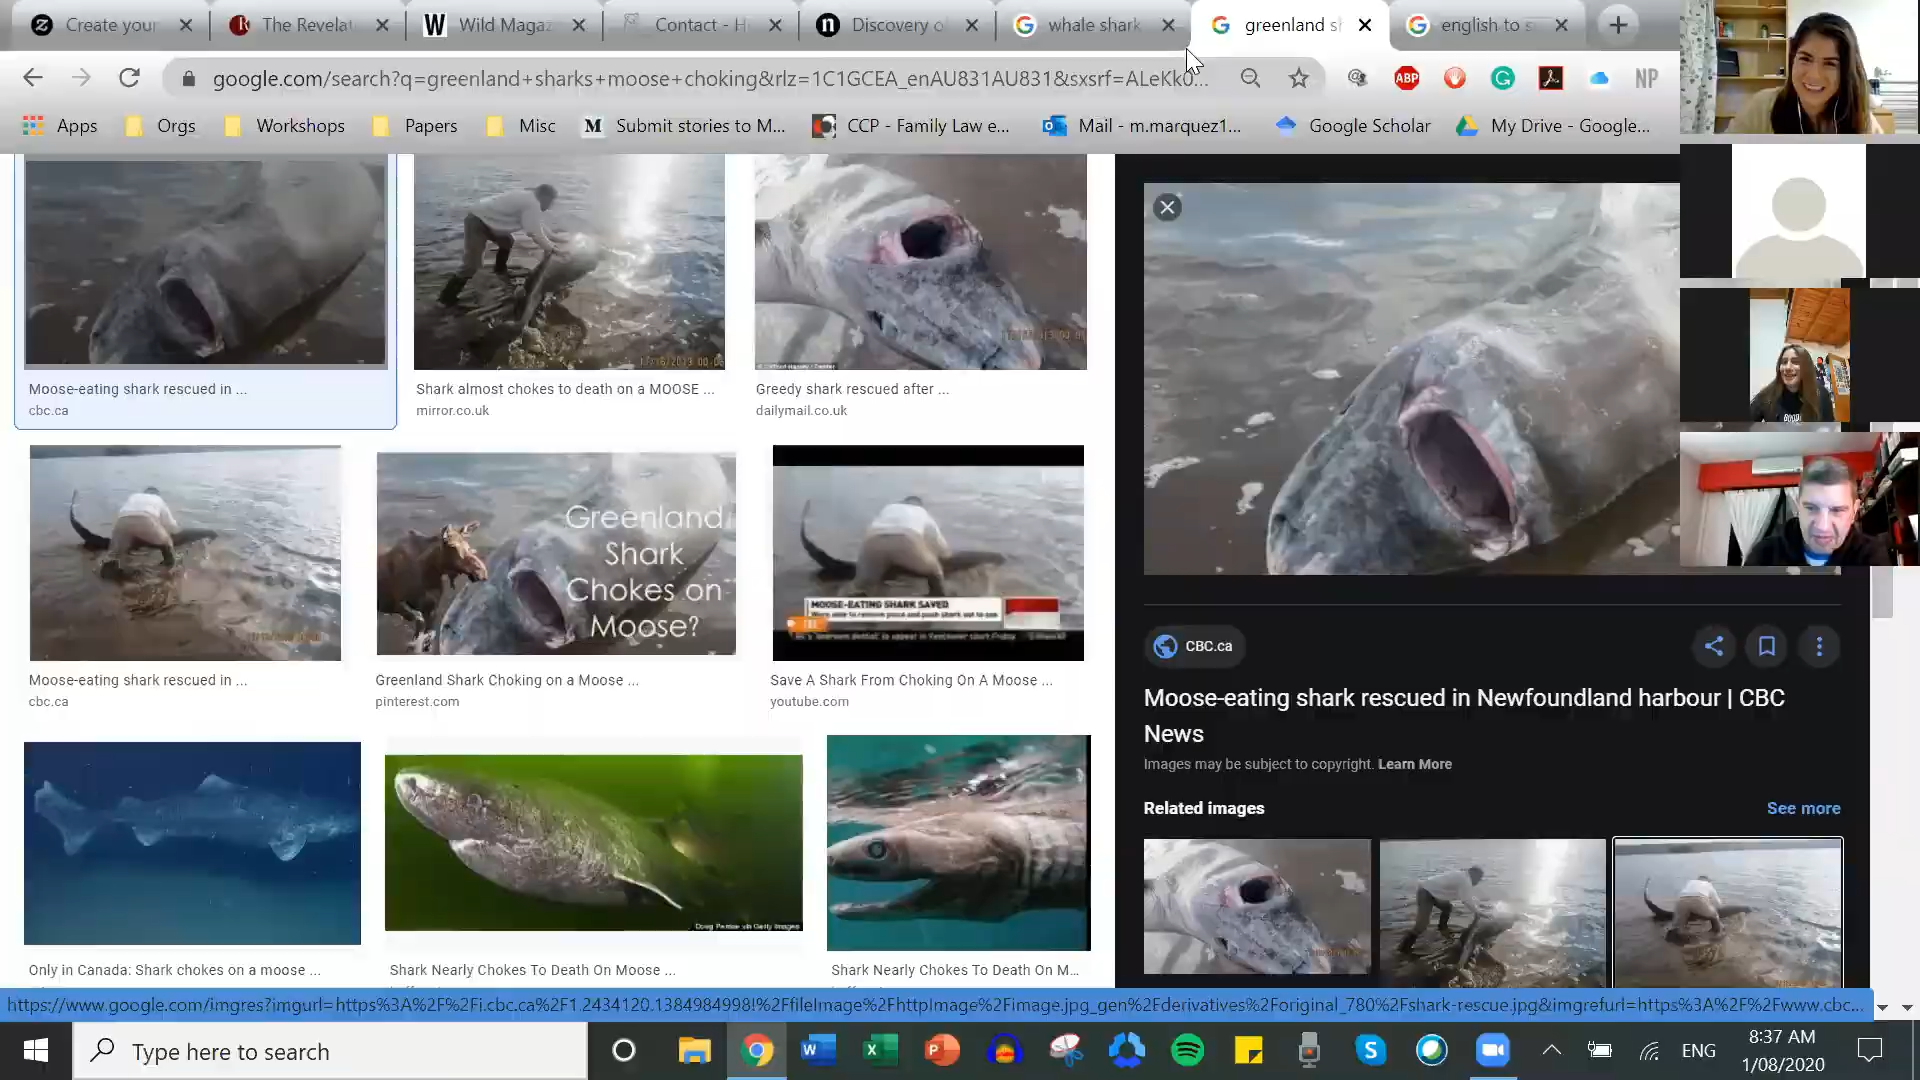 Create your
The Revelat
Wild Magaz
Contact - H
Discovery o
whale shark
greenland sh
english to s
google.com/search?q=greenland+sharks+moose+choking&rlz=1C1GCEA_enAU831AU831&sxsrf=ALeKk0...
ABP
NP
Apps
Orgs
Workshops
Papers
Misc
M Submit stories to M...
CCP - Family Law e...
Mail - m.marquez1...
Google Scholar
My Drive - Google...
Moose-eating shark rescued in ...
cbc.ca
Shark almost chokes to death on a MOOSE ...
mirror.co.uk
Greedy shark rescued after ...
dailymail.co.uk
Greenland
Shark
Chokes on
Moose?
MOOSE-EATING SHARK SAVED
Moose-eating shark rescued in ...
cbc.ca
Greenland Shark Choking on a Moose ...
pinterest.com
Save A Shark From Choking On A Moose ...
youtube.com
Only in Canada: Shark chokes on a moose ...
Shark Nearly Chokes To Death On Moose ...
Shark Nearly Chokes To Death On M...
CBC.ca
Moose-eating shark rescued in Newfoundland harbour | CBC
News
Images may be subject to copyright. Learn More
Related images
See more
https://www.google.com/imgres?imgurl=https%3A%2F%2Fi.cbc.ca%2F1.2434120.1384984998!%2FfileImage%2FhttpImage%2Fimage.jpg_gen%2Fderivatives%2Foriginal_780%2Fshark-rescue.jpg&imgrefurl=https%3A%2F%2Fwww.cbc...
Type here to search
ENG
8:37 AM
1/08/2020